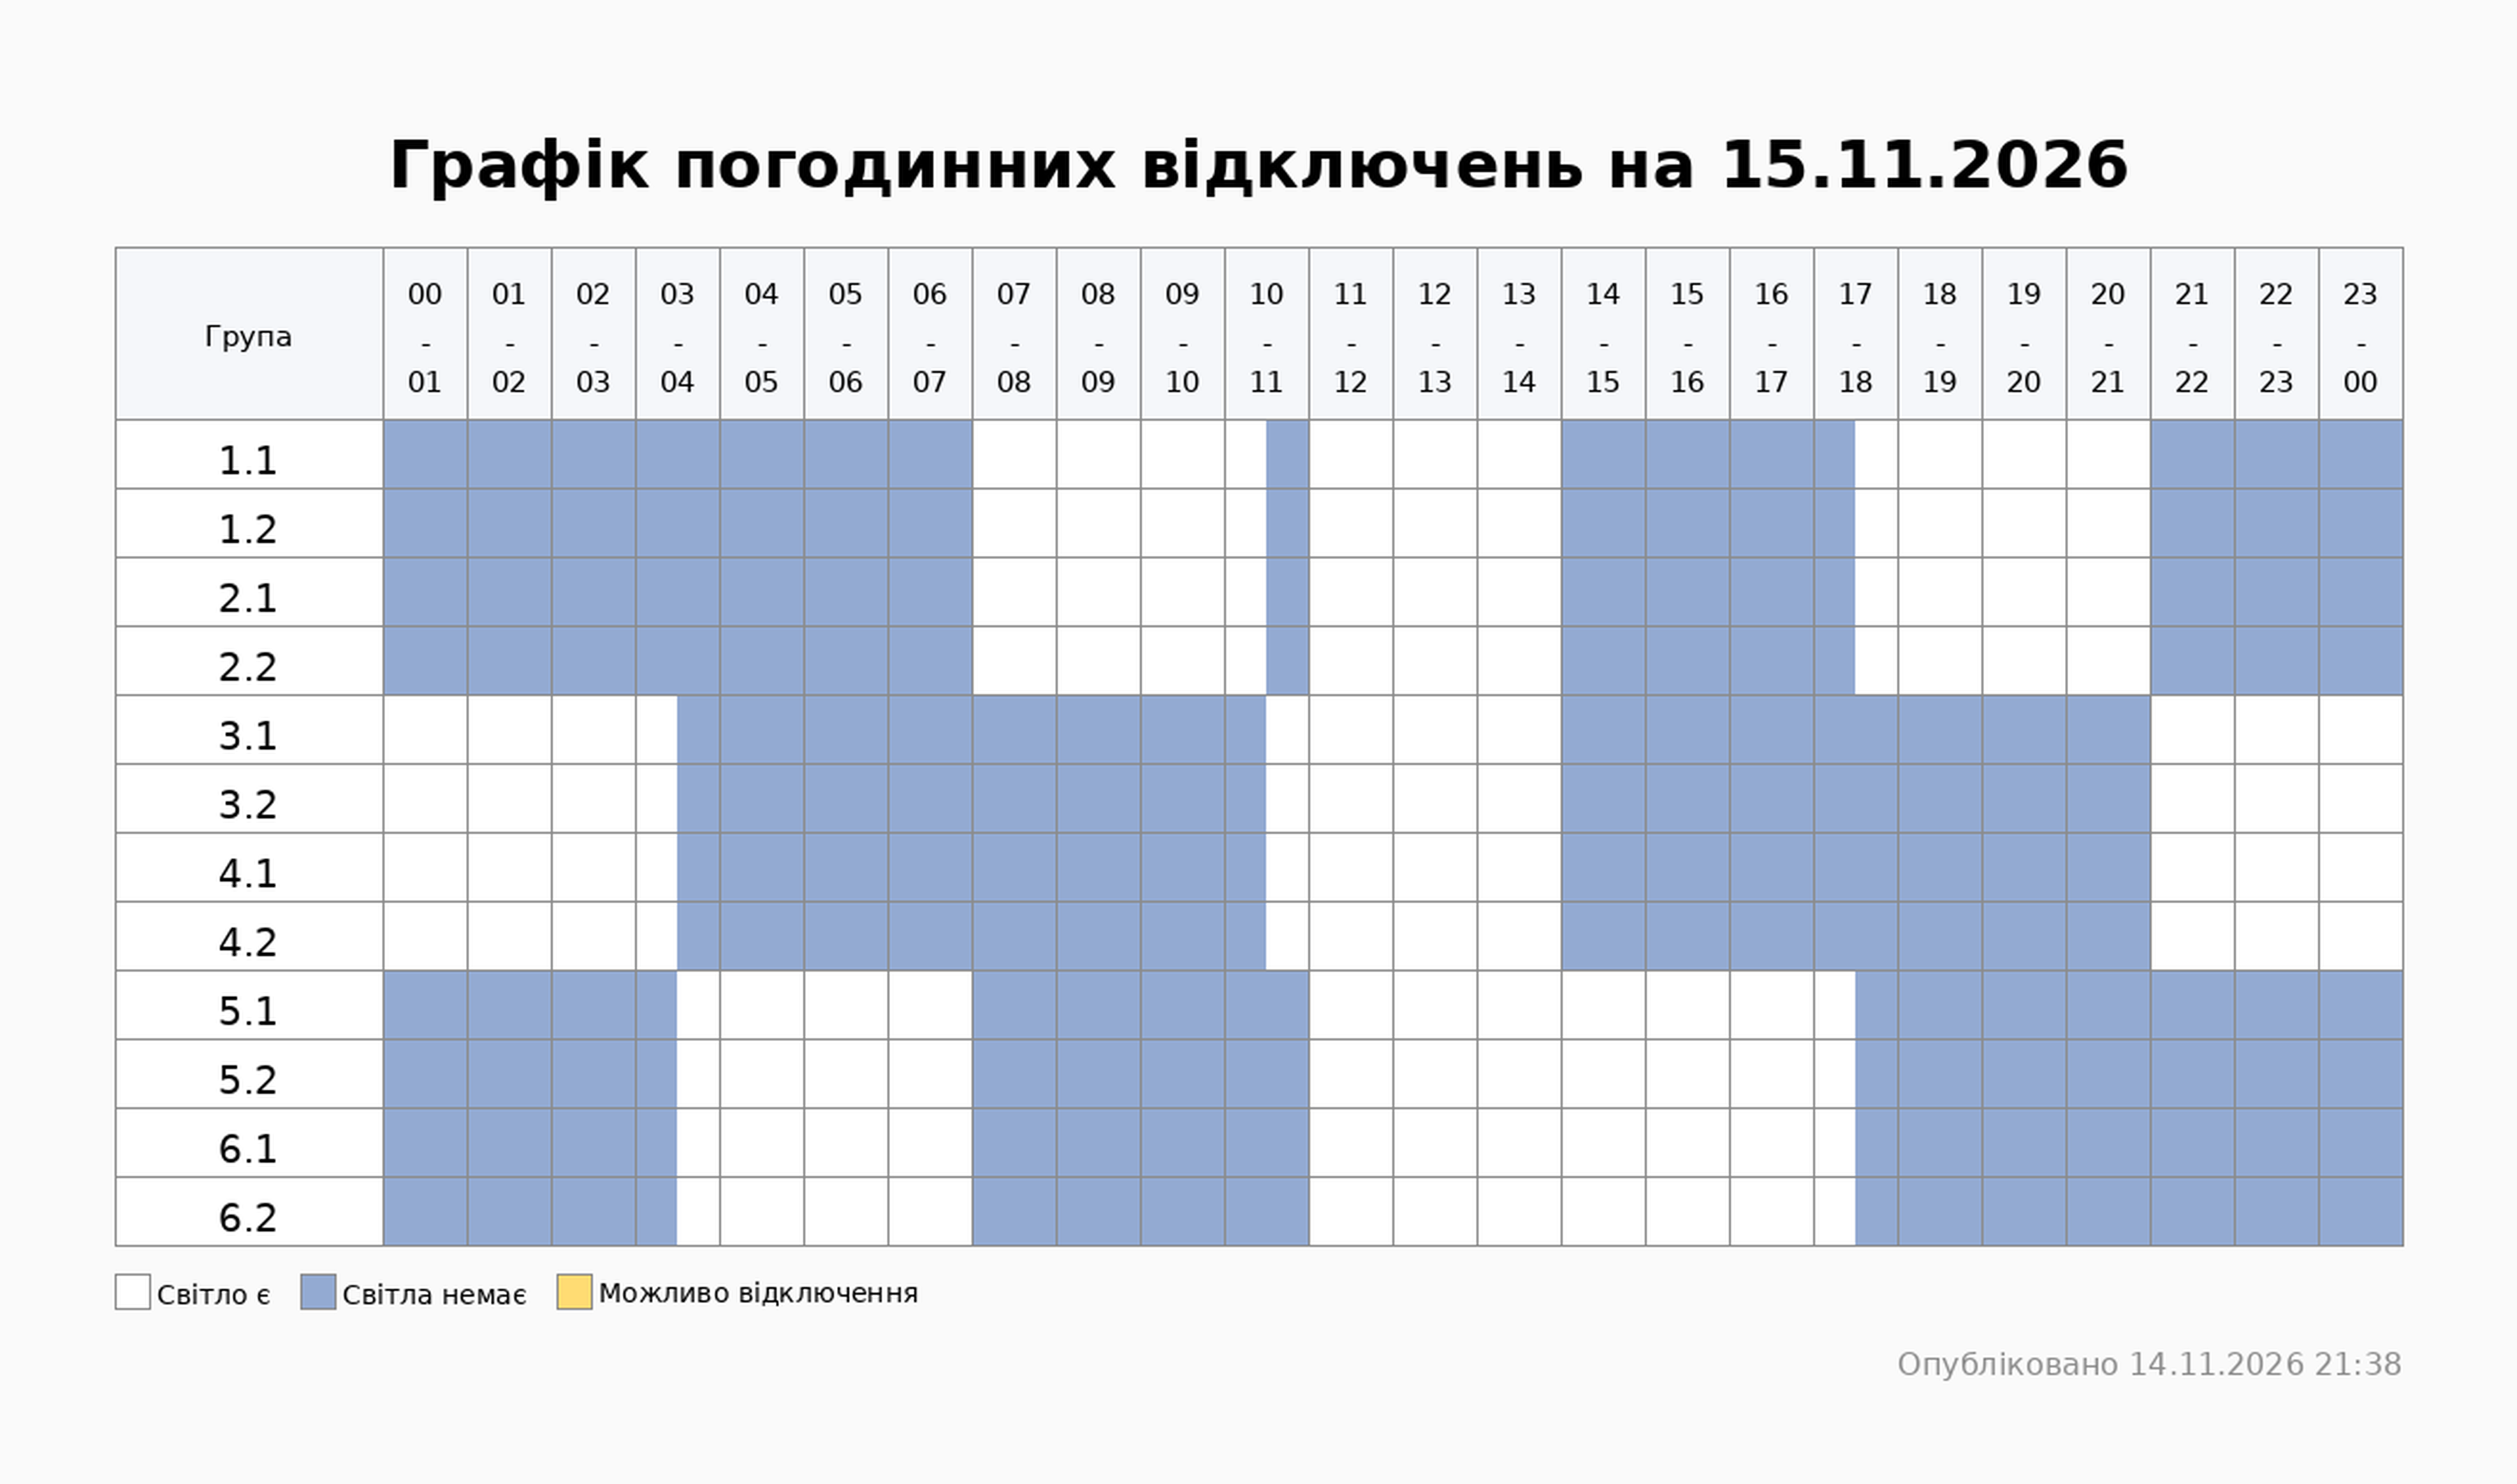 Графік погодинних відключень на 15.11.2026
Група
00 - 01
01 - 02
02 - 03
03 - 04
04 - 05
05 - 06
06 - 07
07 - 08
08 - 09
09 - 10
10 - 11
11 - 12
12 - 13
13 - 14
14 - 15
15 - 16
16 - 17
17 - 18
18 - 19
19 - 20
20 - 21
21 - 22
22 - 23
23 - 00
1.1
1.2
2.1
2.2
3.1
3.2
4.1
4.2
5.1
5.2
6.1
6.2
Світло є
Світла немає
Можливо відключення
Опубліковано 14.11.2026 21:38